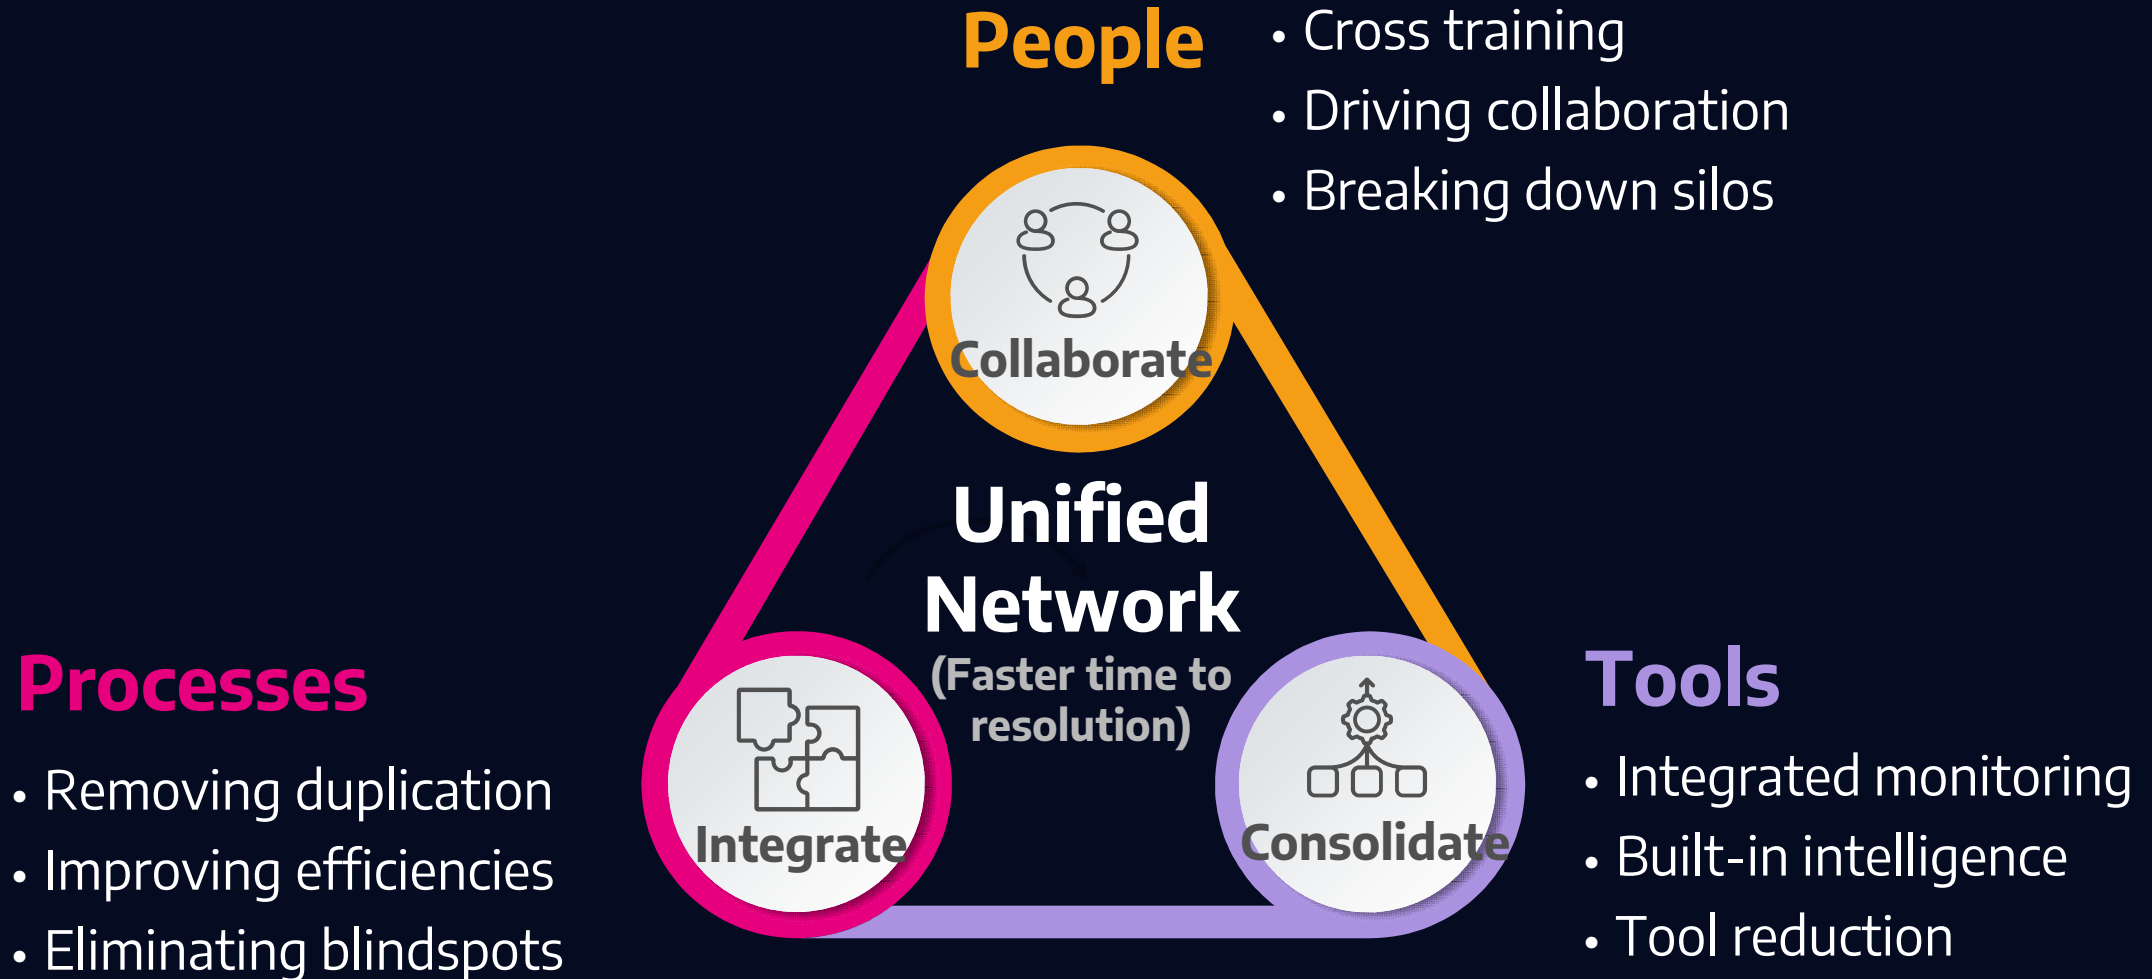 People
• Cross training
• Driving collaboration
• Breaking down silos
Collaborate
Unified
Network
(Faster time to
resolution)
Processes
• Removing duplication
• Improving efficiencies
• Eliminating blindspots
Integrate
Consolidate
Tools
• Integrated monitoring
• Built-in intelligence
• Tool reduction